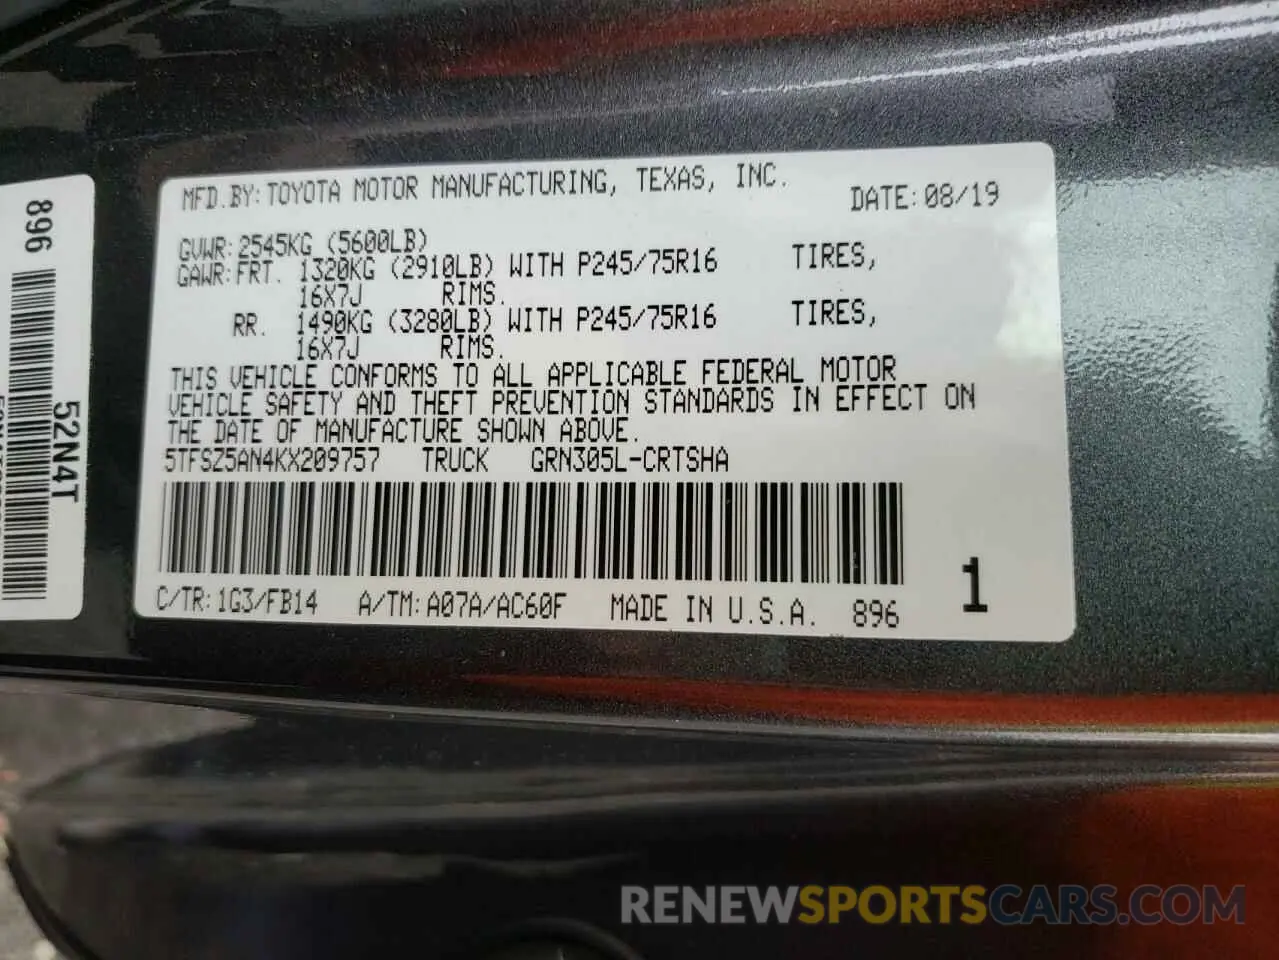 MFD.BY:TOYOTA MOTOR MANUFACTURING, TEXAS, INC. DATE:08/19
GVWR:2545KG (5600LB)
GAWR:FRT. 1320KG (2910LB) WITH P245/75R16 TIRES,
16X7J RIMS.
RR. 1490KG (3280LB) WITH P245/75R16 TIRES,
16X7J RIMS.
THIS VEHICLE CONFORMS TO ALL APPLICABLE FEDERAL MOTOR
VEHICLE SAFETY AND THEFT PREVENTION STANDARDS IN EFFECT ON
THE DATE OF MANUFACTURE SHOWN ABOVE.
5TFSZ5AN4KX209757 TRUCK GRN305L-CRTSHA
C/TR:1G3/FB14 A/TM:A07A/AC60F MADE IN U.S.A. 896
1
896
52N4T
RENEWSPORTSCARS.COM